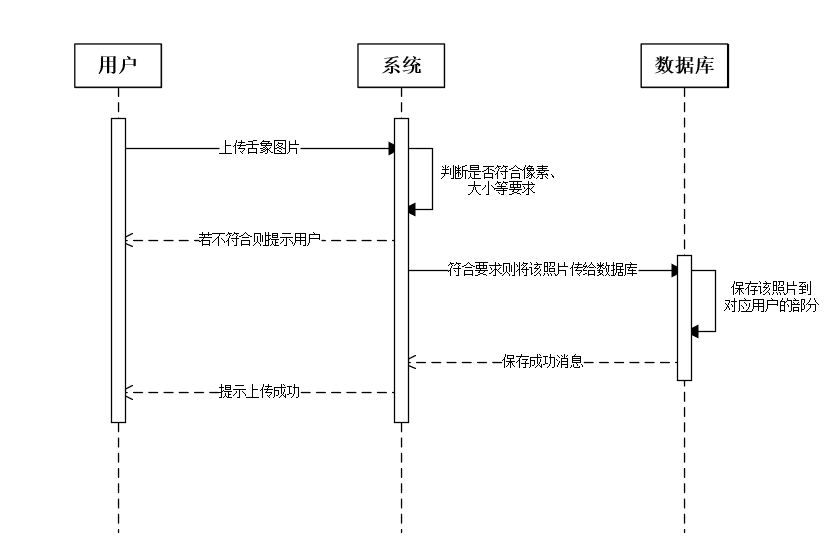 用户
系统
数据库
上传舌象图片
判断是否符合像素、
大小等要求
若不符合则提示用户
符合要求则将该照片传给数据库
保存该照片到
对应用户的部分
保存成功消息
提示上传成功